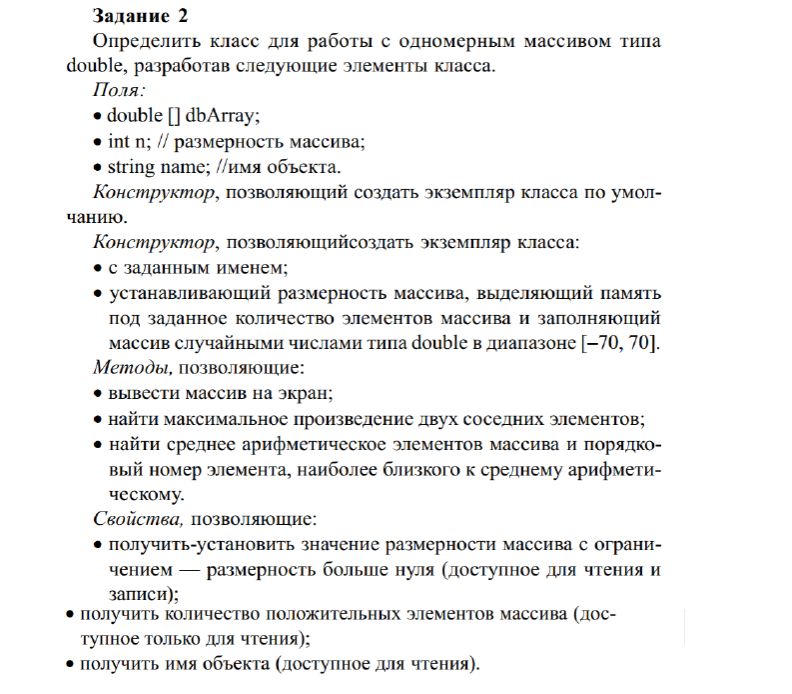 Задание 2
Определить класс для работы с одномерным массивом типа
double, разработав следующие элементы класса.
Поля:
• double [] dbArray;
• int n; // размерность массива;
• string name; //имя объекта.
Конструктор, позволяющий создать экземпляр класса по умол-
чанию.
Конструктор, позволяющийсоздать экземпляр класса:
• с заданным именем;
• устанавливающий размерность массива, выделяющий память
под заданное количество элементов массива и заполняющий
массив случайными числами типа double в диапазоне [–70, 70].
Методы, позволяющие:
• вывести массив на экран;
• найти максимальное произведение двух соседних элементов;
• найти среднее арифметическое элементов массива и порядко-
вый номер элемента, наиболее близкого к среднему арифмети-
ческому.
Свойства, позволяющие:
• получить-установить значение размерности массива с ограни-
чением — размерность больше нуля (доступное для чтения и
записи);
• получить количество положительных элементов массива (дос-
тупное только для чтения);
• получить имя объекта (доступное для чтения).